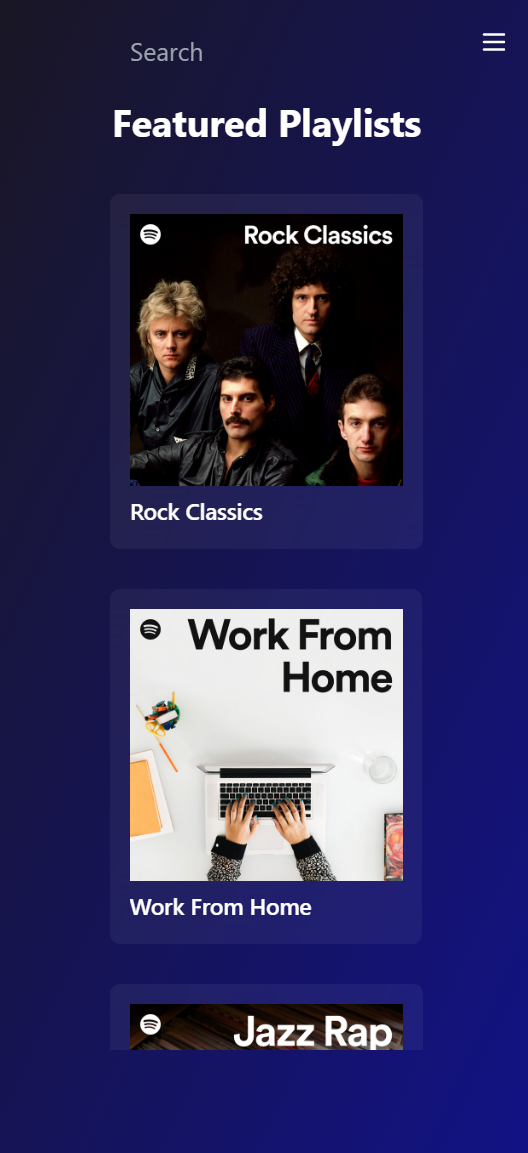 Search
Featured Playlists
Rock Classics
Rock Classics
Work From
Home
Work From Home
Jazz Rap